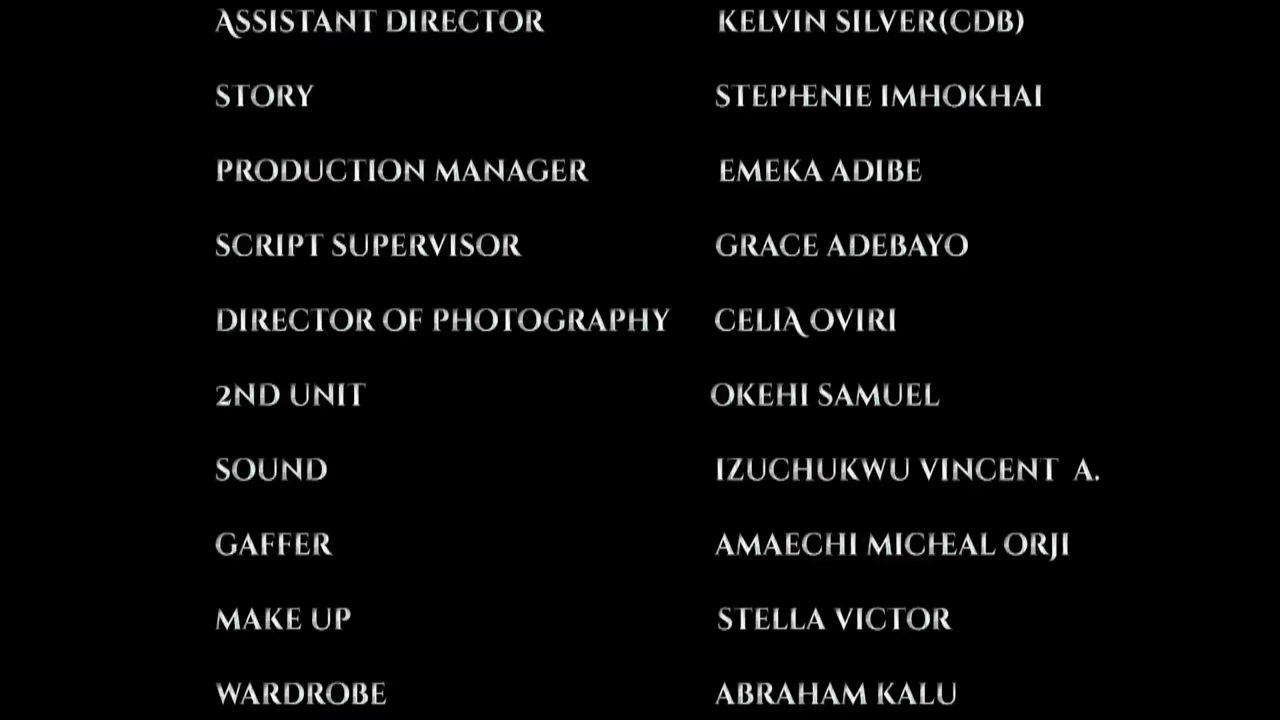 ASSISTANT DIRECTOR KELVIN SILVER(CDB)
STORY STEPHENIE IMHOKHAI
PRODUCTION MANAGER EMEKA ADIBE
SCRIPT SUPERVISOR GRACE ADEBAYO
DIRECTOR OF PHOTOGRAPHY CELIA OVIRI
2ND UNIT OKEHI SAMUEL
SOUND IZUCHUKWU VINCENT A.
GAFFER AMAECHI MICHEAL ORJI
MAKE UP STELLA VICTOR
WARDROBE ABRAHAM KALU